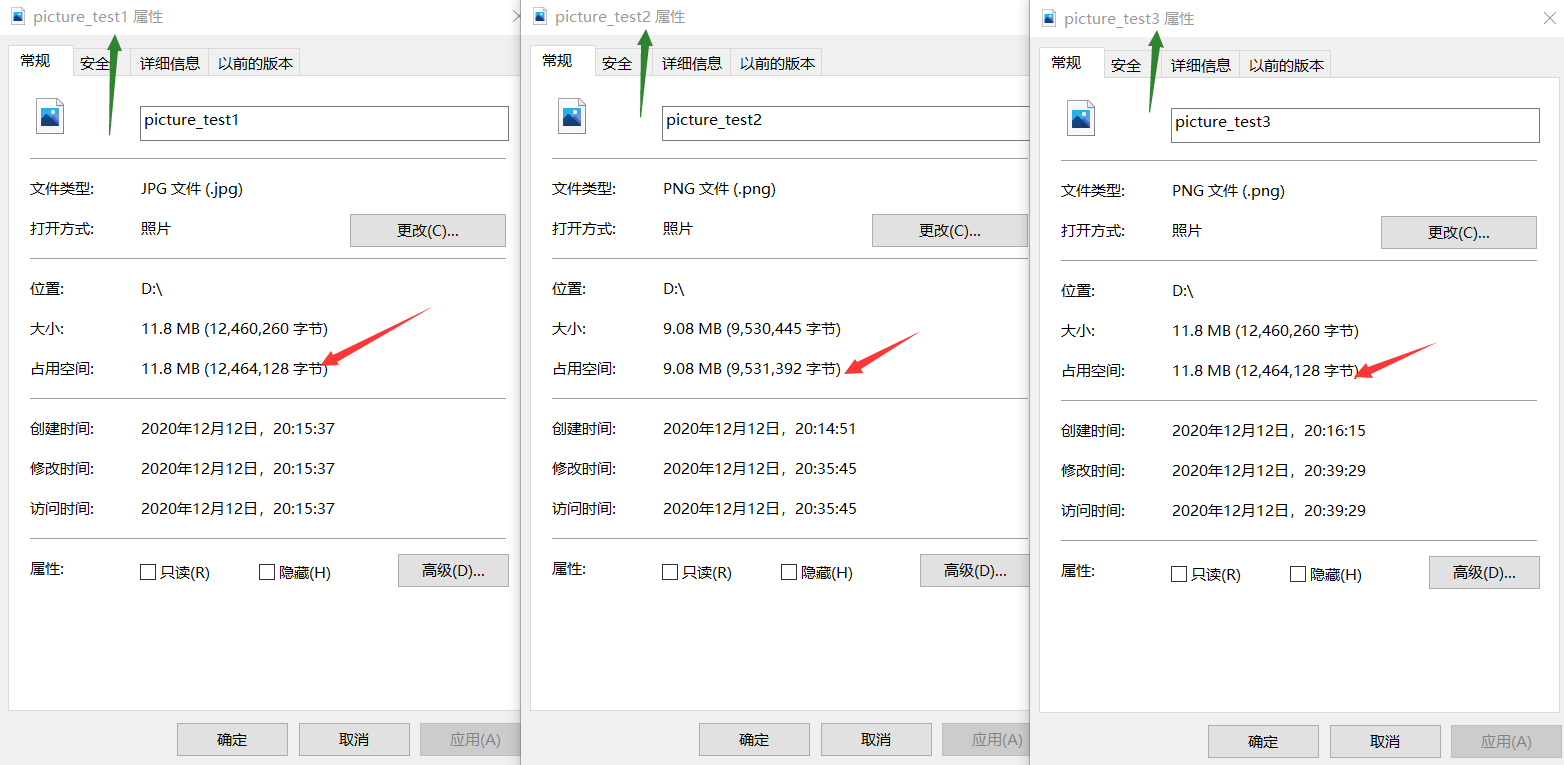 picture_test1 属性
常规 安全 详细信息 以前的版本
picture_test1
文件类型: JPG 文件 (.jpg)
打开方式: 照片 更改(C)...
位置: D:\
大小: 11.8 MB (12,460,260 字节)
占用空间: 11.8 MB (12,464,128 字节)
创建时间: 2020年12月12日，20:15:37
修改时间: 2020年12月12日，20:15:37
访问时间: 2020年12月12日，20:15:37
属性: 只读(R) 隐藏(H) 高级(D)...
确定 取消 应用(A)
picture_test2 属性
常规 安全 详细信息 以前的版本
picture_test2
文件类型: PNG 文件 (.png)
打开方式: 照片 更改(C)...
位置: D:\
大小: 9.08 MB (9,530,445 字节)
占用空间: 9.08 MB (9,531,392 字节)
创建时间: 2020年12月12日，20:14:51
修改时间: 2020年12月12日，20:35:45
访问时间: 2020年12月12日，20:35:45
属性: 只读(R) 隐藏(H) 高级(D)...
确定 取消 应用(A)
picture_test3 属性
常规 安全 详细信息 以前的版本
picture_test3
文件类型: PNG 文件 (.png)
打开方式: 照片 更改(C)...
位置: D:\
大小: 11.8 MB (12,460,260 字节)
占用空间: 11.8 MB (12,464,128 字节)
创建时间: 2020年12月12日，20:16:15
修改时间: 2020年12月12日，20:39:29
访问时间: 2020年12月12日，20:39:29
属性: 只读(R) 隐藏(H) 高级(D)...
确定 取消 应用(A)